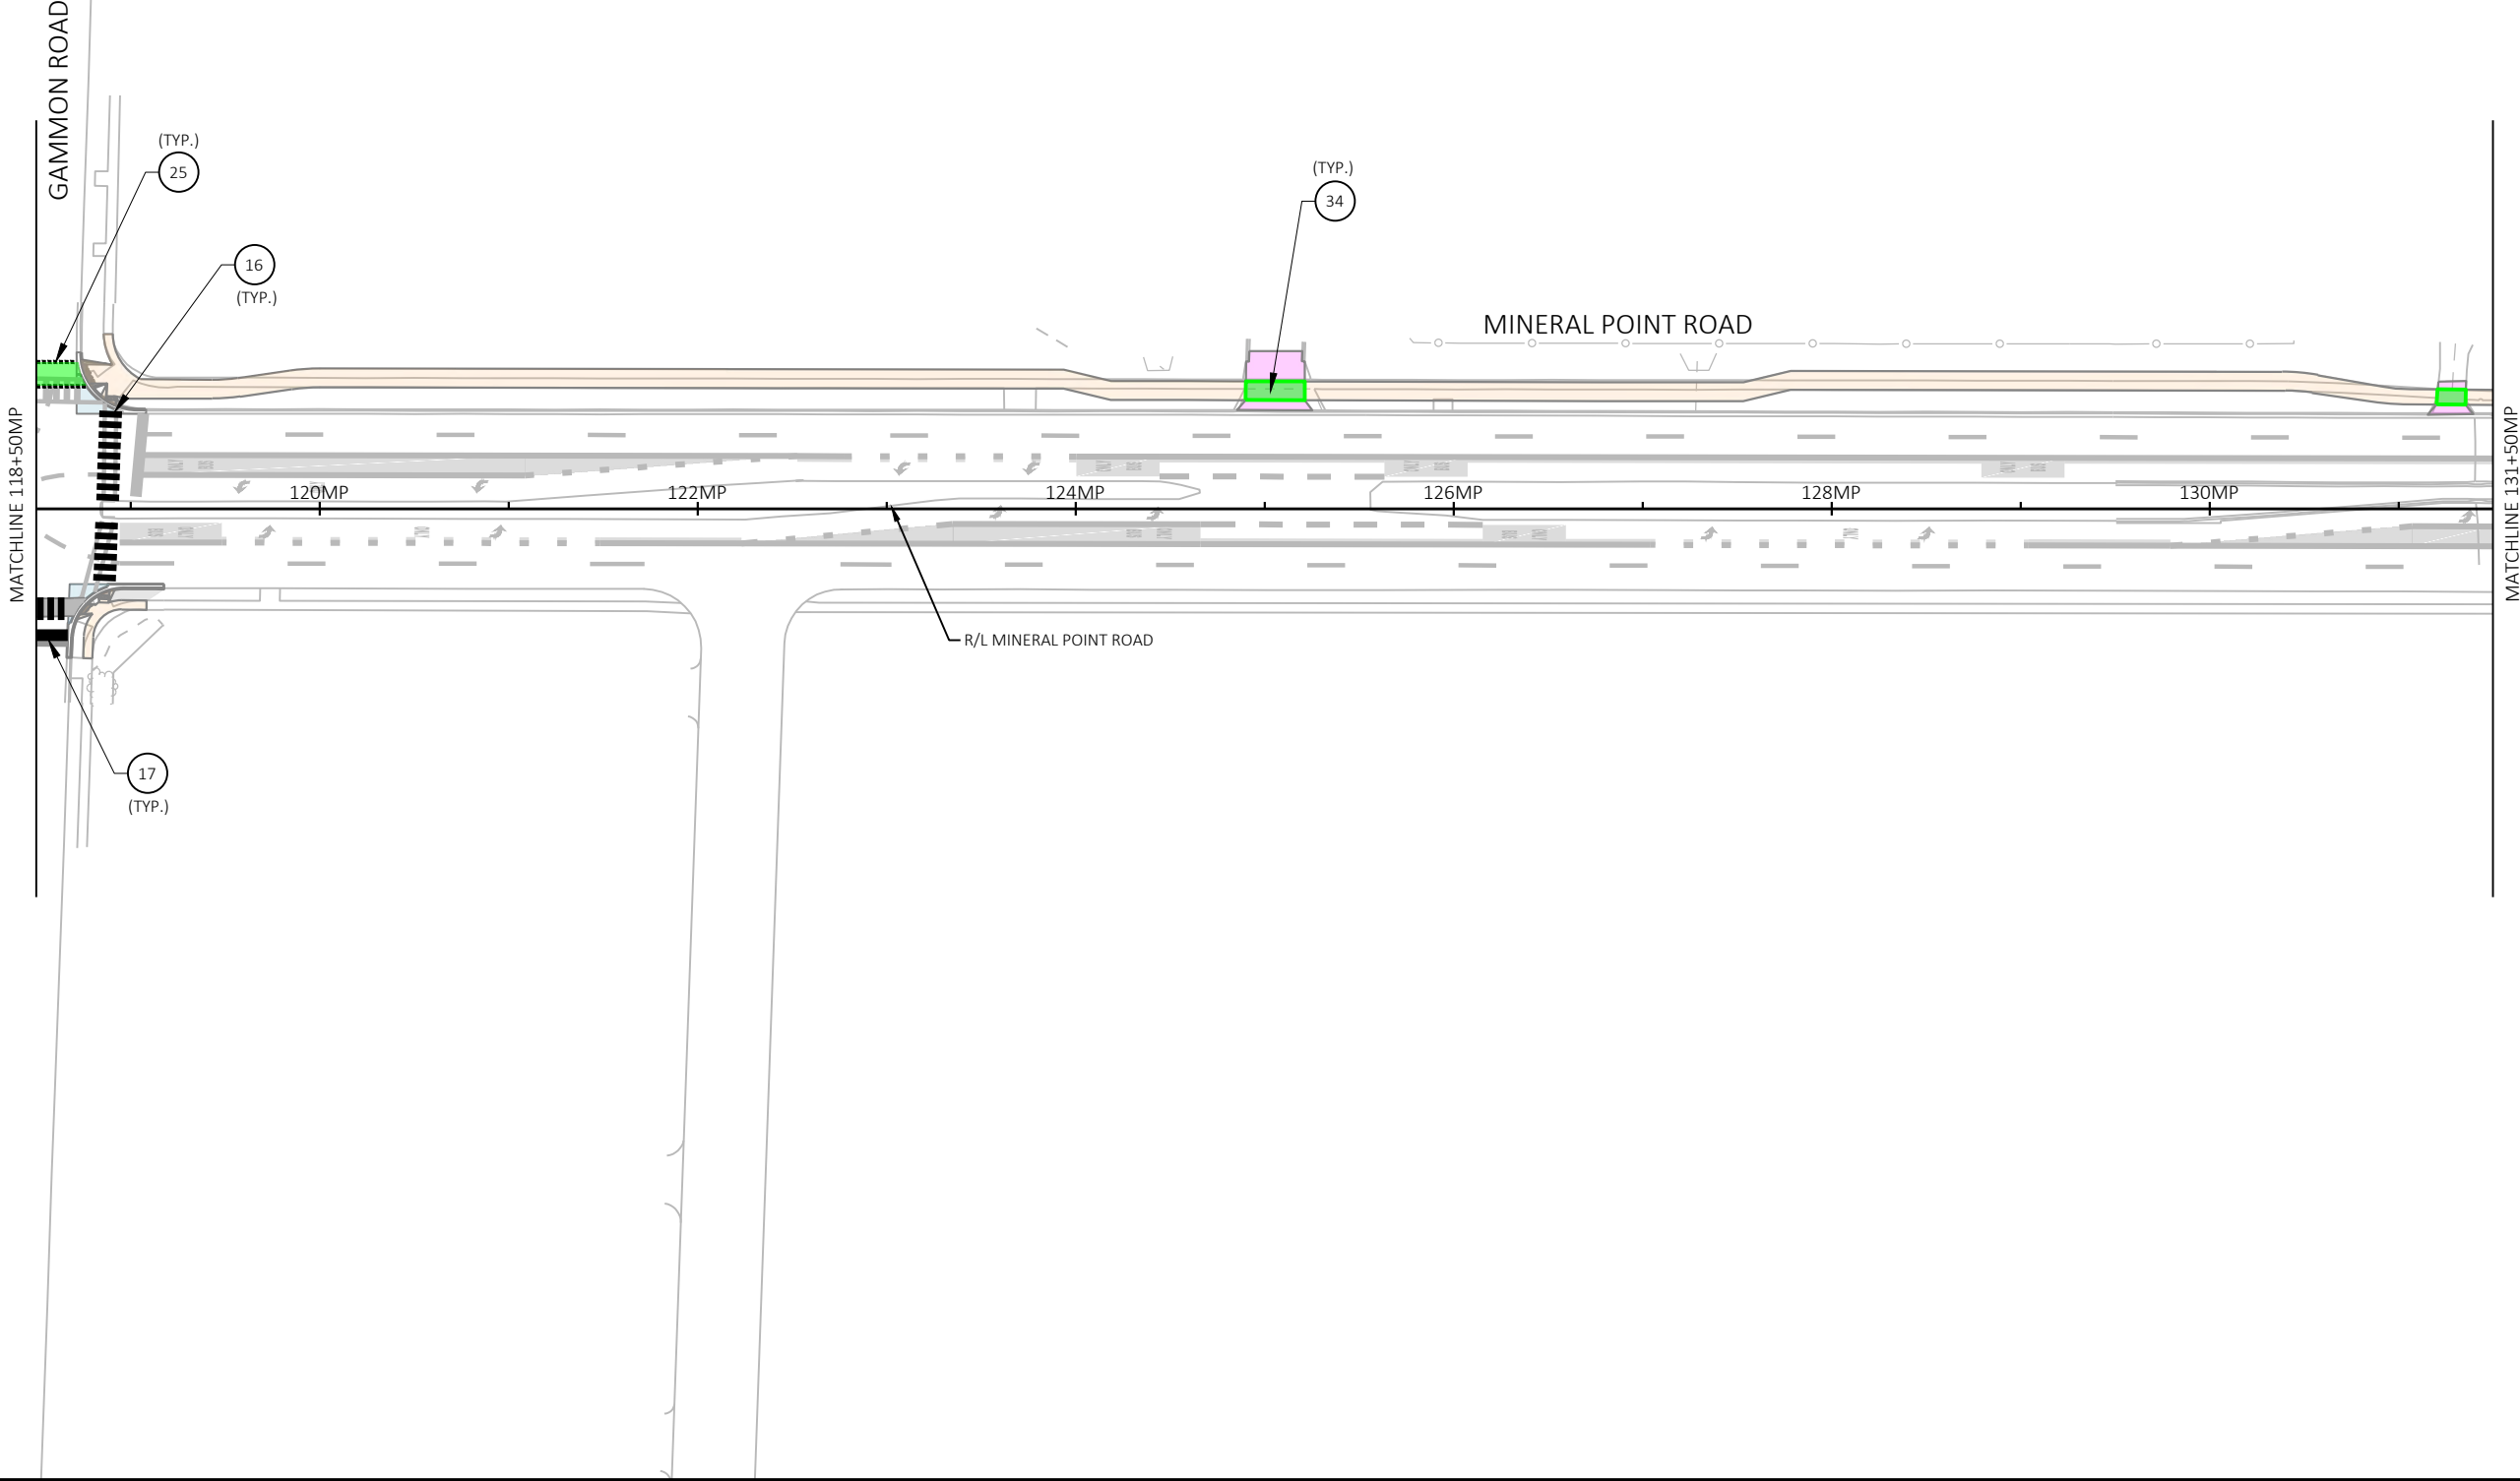 GAMMON ROAD
(TYP.)
25
(TYP.)
34
16
(TYP.)
MINERAL POINT ROAD
MATCHLINE 118+50MP
120MP
122MP
124MP
126MP
128MP
130MP
MATCHLINE 131+50MP
R/L MINERAL POINT ROAD
17
(TYP.)